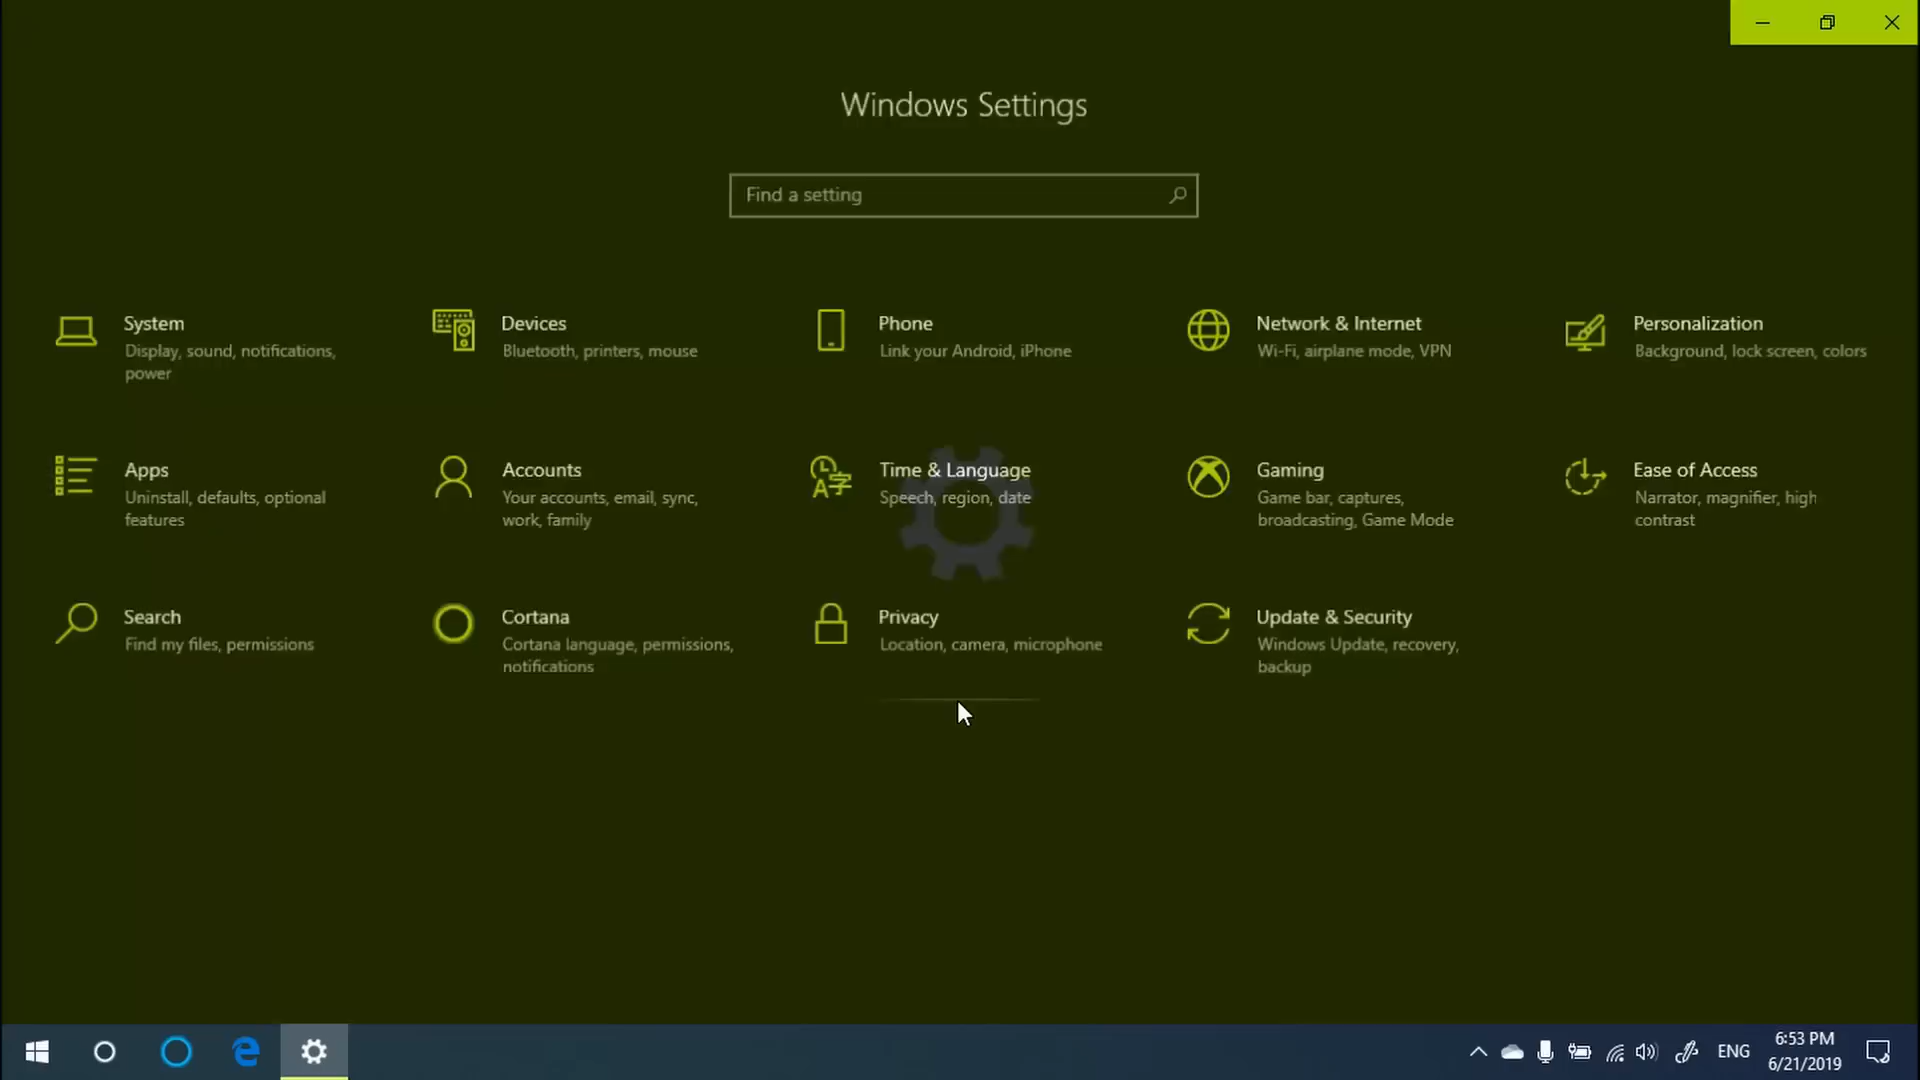 Windows Settings
Find a setting
System
Display, sound, notifications,
power
Devices
Bluetooth, printers, mouse
Phone
Link your Android, iPhone
Network & Internet
Wi-Fi, airplane mode, VPN
Personalization
Background, lock screen, colors
Apps
Uninstall, defaults, optional
features
Accounts
Your accounts, email, sync,
work, family
Time & Language
Speech, region, date
Gaming
Game bar, captures,
broadcasting, Game Mode
Ease of Access
Narrator, magnifier, high
contrast
Search
Find my files, permissions
Cortana
Cortana language, permissions,
notifications
Privacy
Location, camera, microphone
Update & Security
Windows Update, recovery,
backup
ENG
6:53 PM
6/21/2019